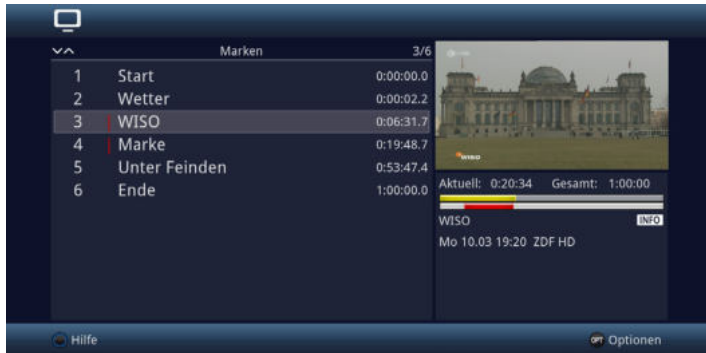 Marken 3/6
1 Start 0:00:00.0
2 Wetter 0:00:02.2
3 WISO 0:06:31.7
4 Marke 0:19:48.7
5 Unter Feinden 0:53:47.4
6 Ende 1:00:00.0
WISO
Aktuell: 0:20:34 Gesamt: 1:00:00
WISO INFO
Mo 10.03 19:20 ZDF HD
Hilfe
OPT Optionen